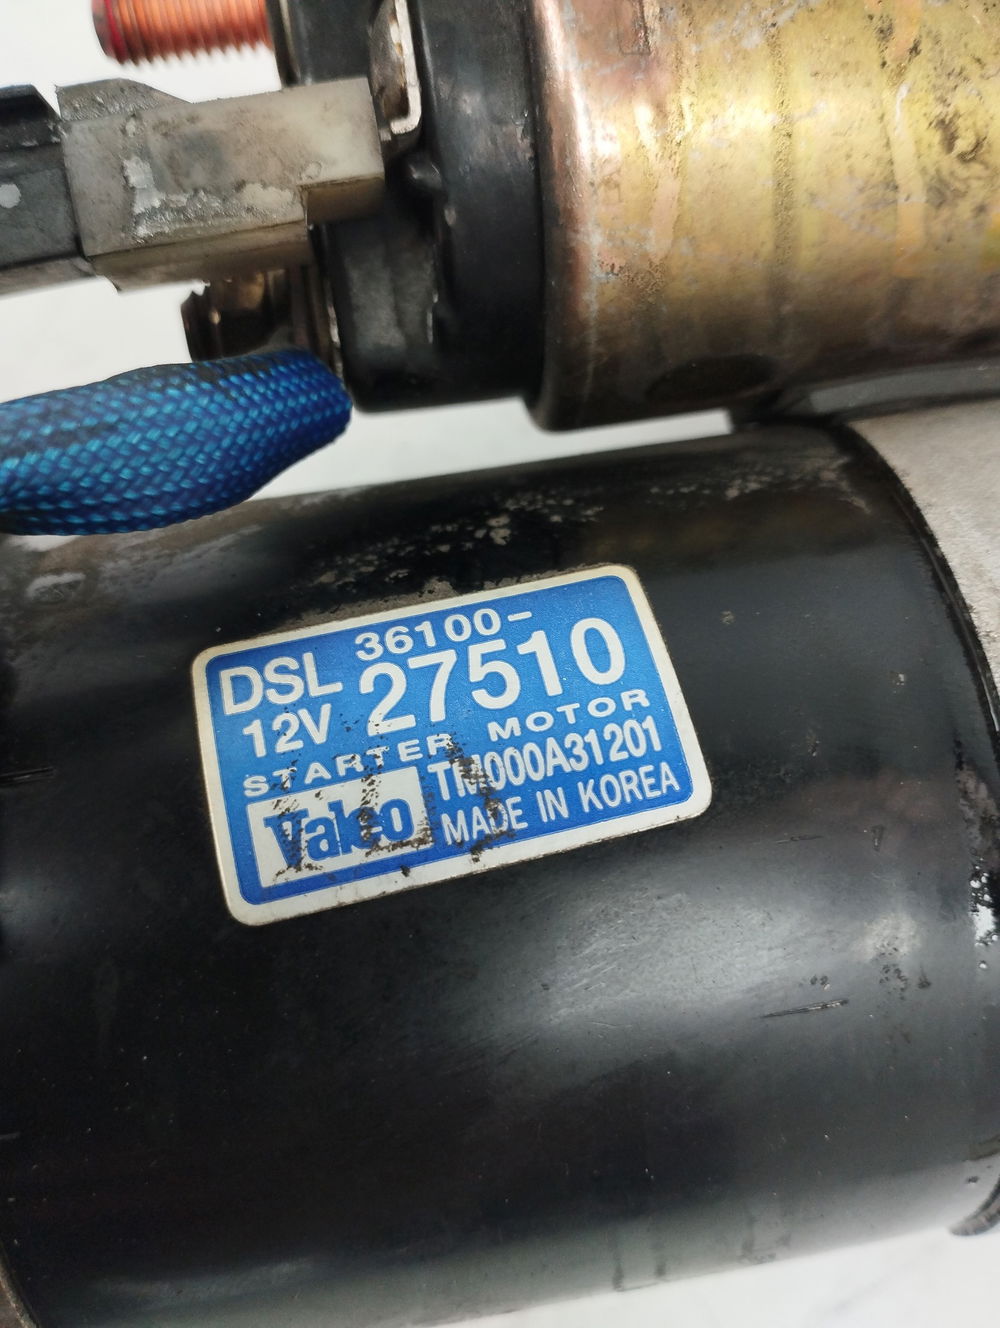 DSL 36100-
12V 27510
STARTER MOTOR
Valeo TM000A31201
MADE IN KOREA